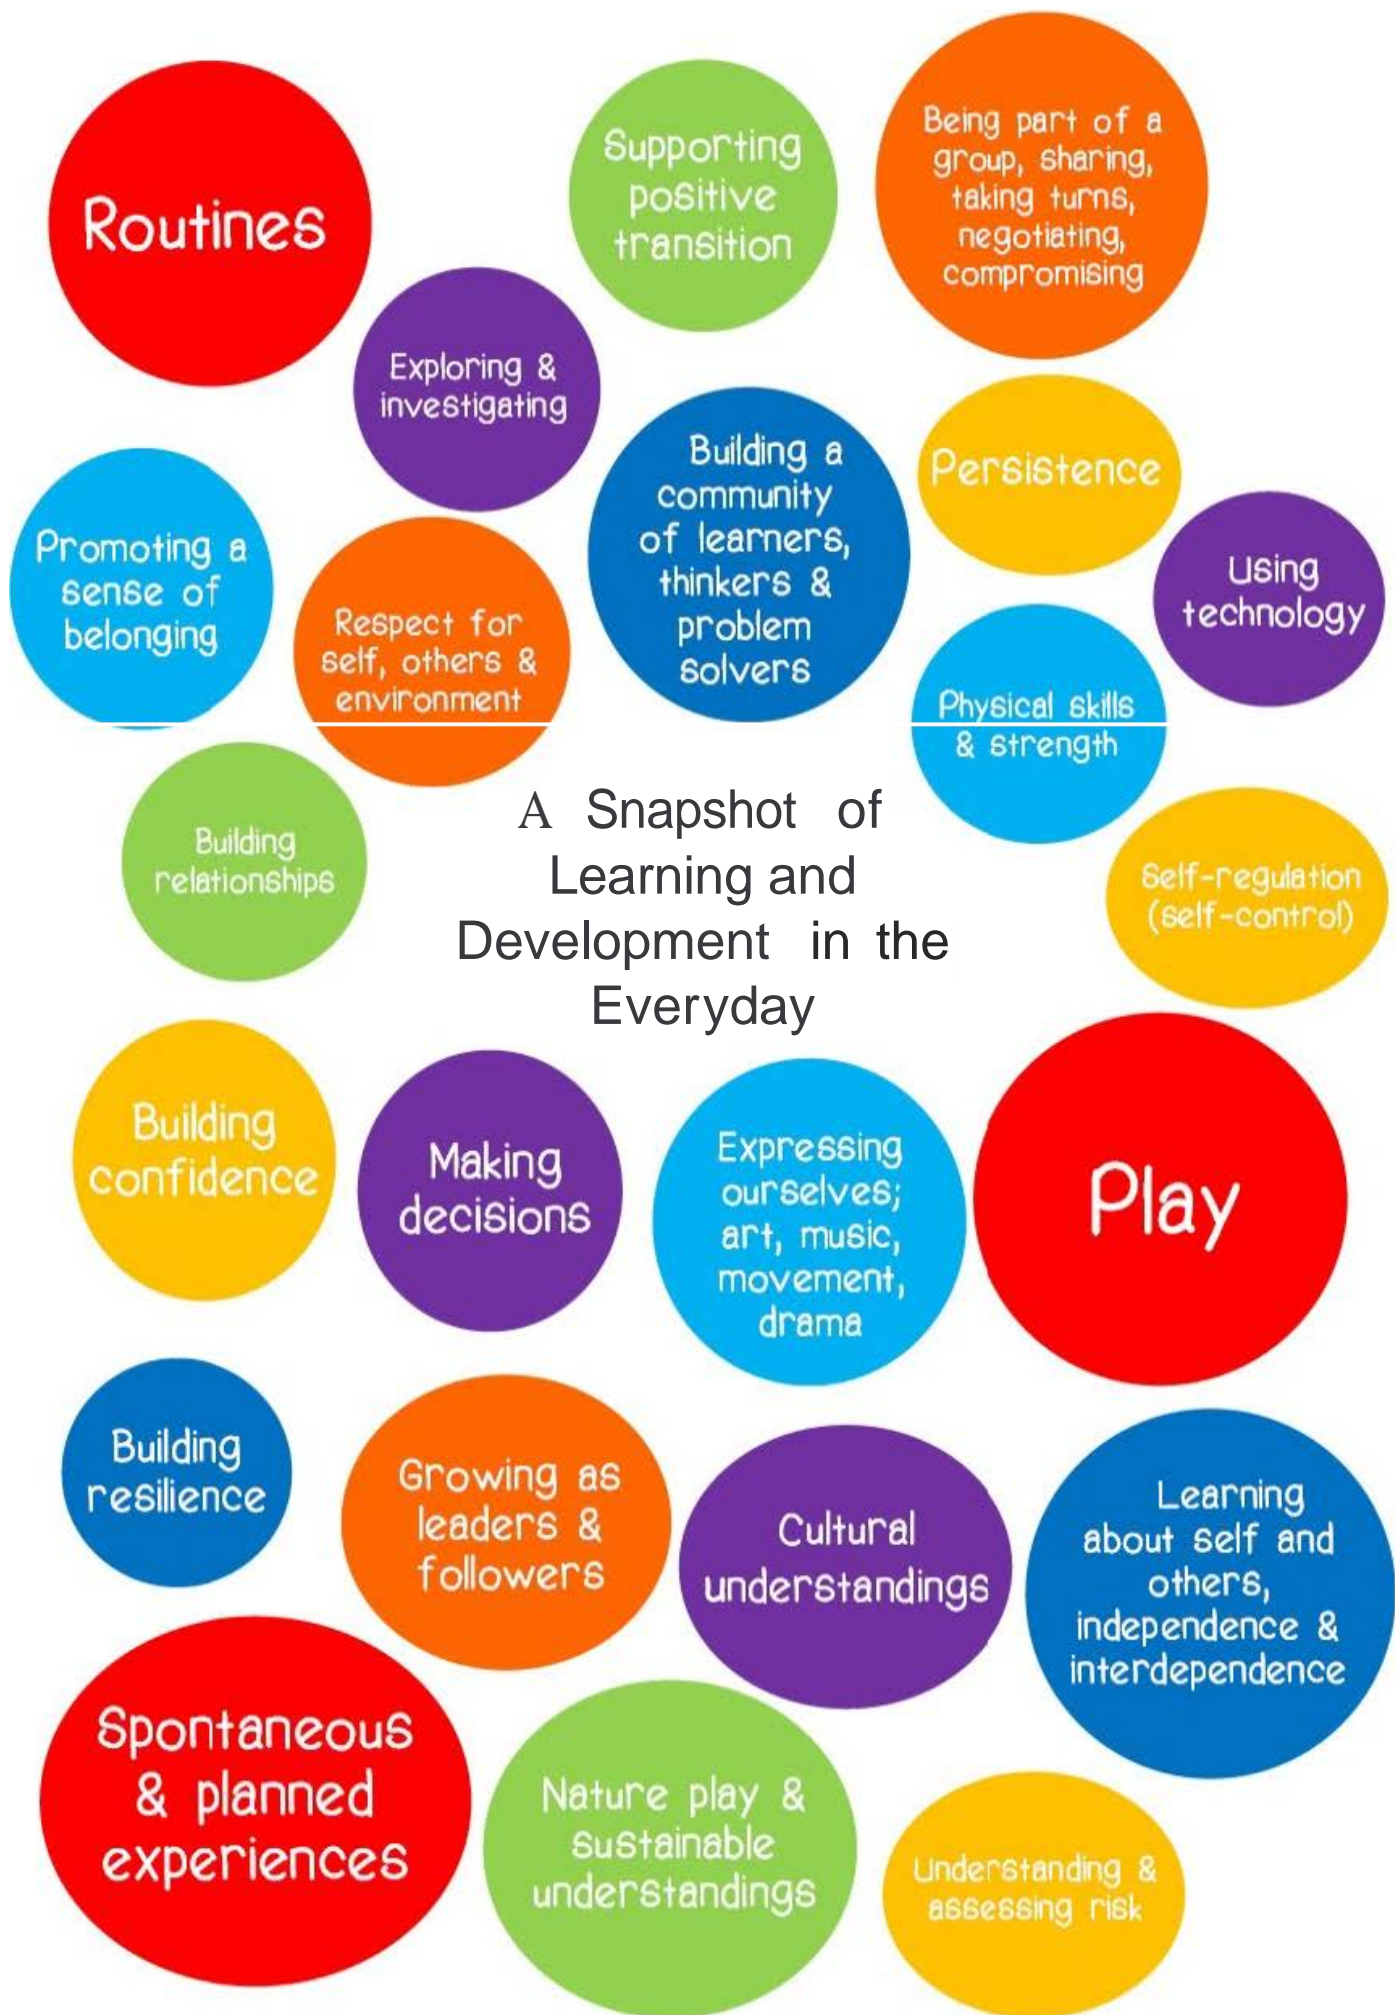 Routines
Supporting
positive
transition
Being part of a
group, sharing,
taking turns,
negotiating,
compromising
Exploring &
investigating
Building a
community
of learners,
thinkers &
problem
solvers
Persistence
Promoting a
sense of
belonging
Respect for
self, others &
environment
Using
technology
Physical skills
& strength
Building
relationships
A Snapshot of
Learning and
Development in the
Everyday
Self-regulation
(self-control)
Building
confidence
Making
decisions
Expressing
ourselves;
art, music,
movement,
drama
Play
Building
resilience
Growing as
leaders &
followers
Cultural
understandings
Learning
about self and
others,
independence &
interdependence
Spontaneous
& planned
experiences
Nature play &
sustainable
understandings
Understanding &
assessing risk